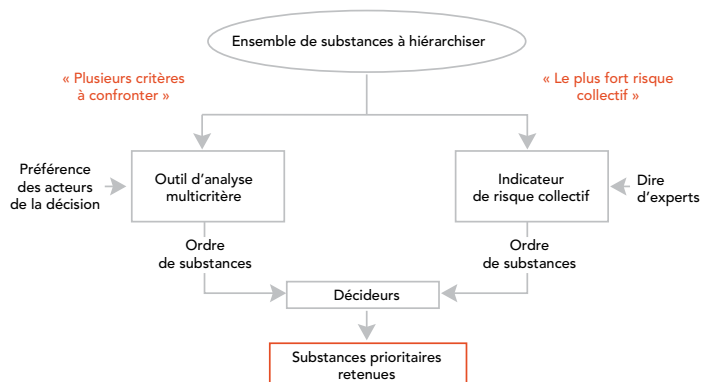 Ensemble de substances à hiérarchiser
« Plusieurs critères
à confronter »
« Le plus fort risque
collectif »
Préférence
des acteurs
de la décision
Outil d’analyse
multicritère
Indicateur
de risque collectif
Dire
d’experts
Ordre
de substances
Ordre
de substances
Décideurs
Substances prioritaires
retenues